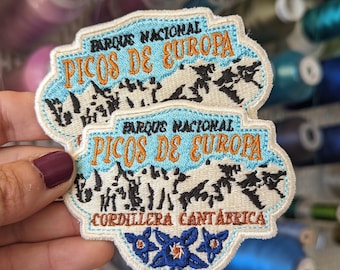 PARQUE NACIONAL
PICOS DE EUROPA
PARQUE NACIONAL
PICOS DE EUROPA
CORDILLERA CANTÁBRICA